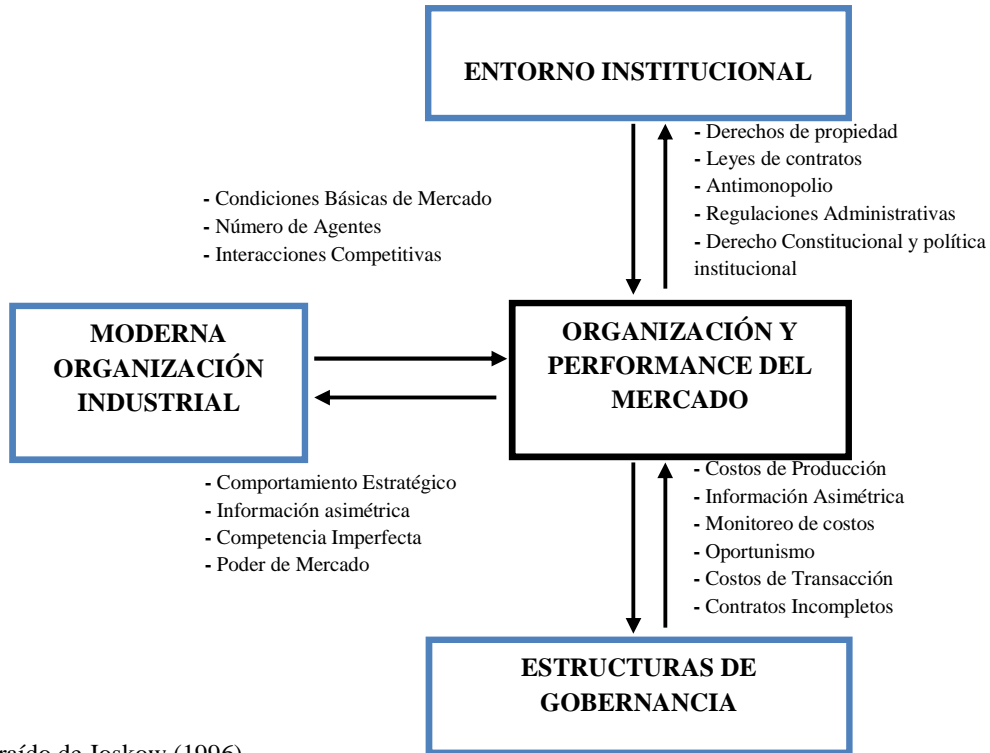 ENTORNO INSTITUCIONAL
- Derechos de propiedad
- Leyes de contratos
- Antimonopolio
- Regulaciones Administrativas
- Derecho Constitucional y política
institucional
- Condiciones Básicas de Mercado
- Número de Agentes
- Interacciones Competitivas
MODERNA
ORGANIZACIÓN
INDUSTRIAL
ORGANIZACIÓN Y
PERFORMANCE DEL
MERCADO
- Comportamiento Estratégico
- Información asimétrica
- Competencia Imperfecta
- Poder de Mercado
- Costos de Producción
- Información Asimétrica
- Monitoreo de costos
- Oportunismo
- Costos de Transacción
- Contratos Incompletos
ESTRUCTURAS DE
GOBERNANCIA
de Joskow (1996)